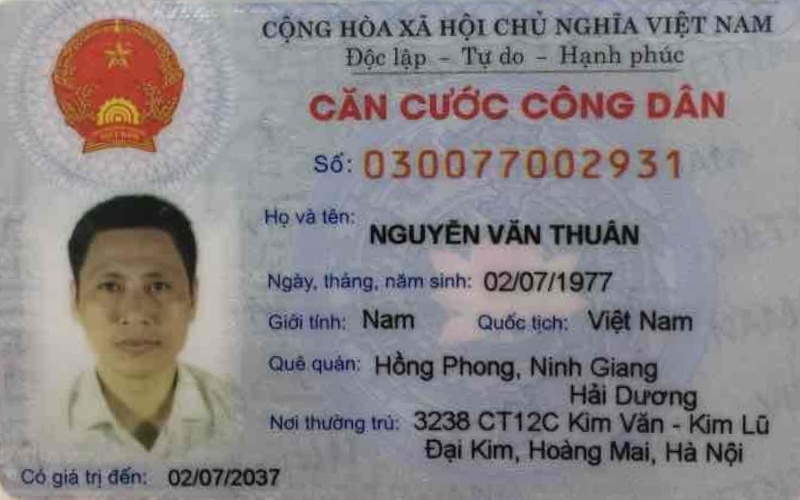 CỘNG HÒA XÃ HỘI CHỦ NGHĨA VIỆT NAM
Độc lập - Tự do - Hạnh phúc
CĂN CƯỚC CÔNG DÂN
Số: 030077002931
Họ và tên: NGUYỄN VĂN THUÂN
Ngày, tháng, năm sinh: 02/07/1977
Giới tính: Nam Quốc tịch: Việt Nam
Quê quán: Hồng Phong, Ninh Giang
Hải Dương
Nơi thường trú: 3238 CT12C Kim Văn - Kim Lũ
Đại Kim, Hoàng Mai, Hà Nội
Có giá trị đến: 02/07/2037